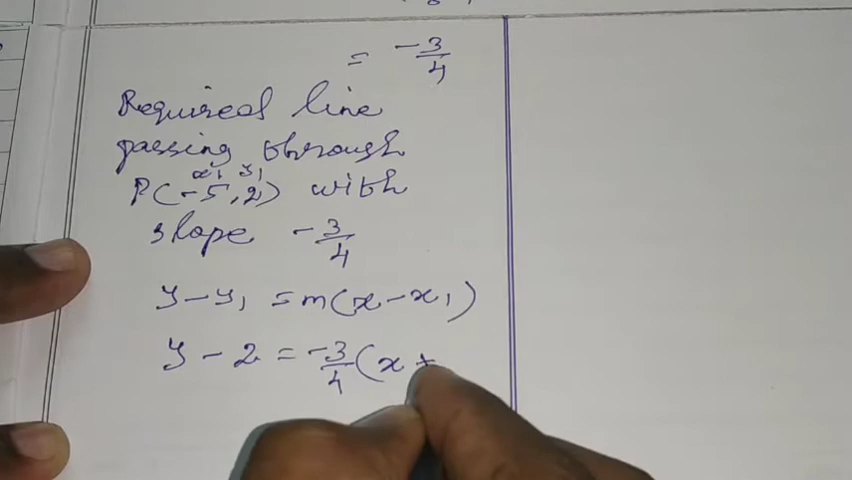 = -3/4
Required line
passing through
x₁ y₁
P(-5, 2) with
slope -3/4
y - y₁ = m(x - x₁)
y - 2 = -3/4 (x +